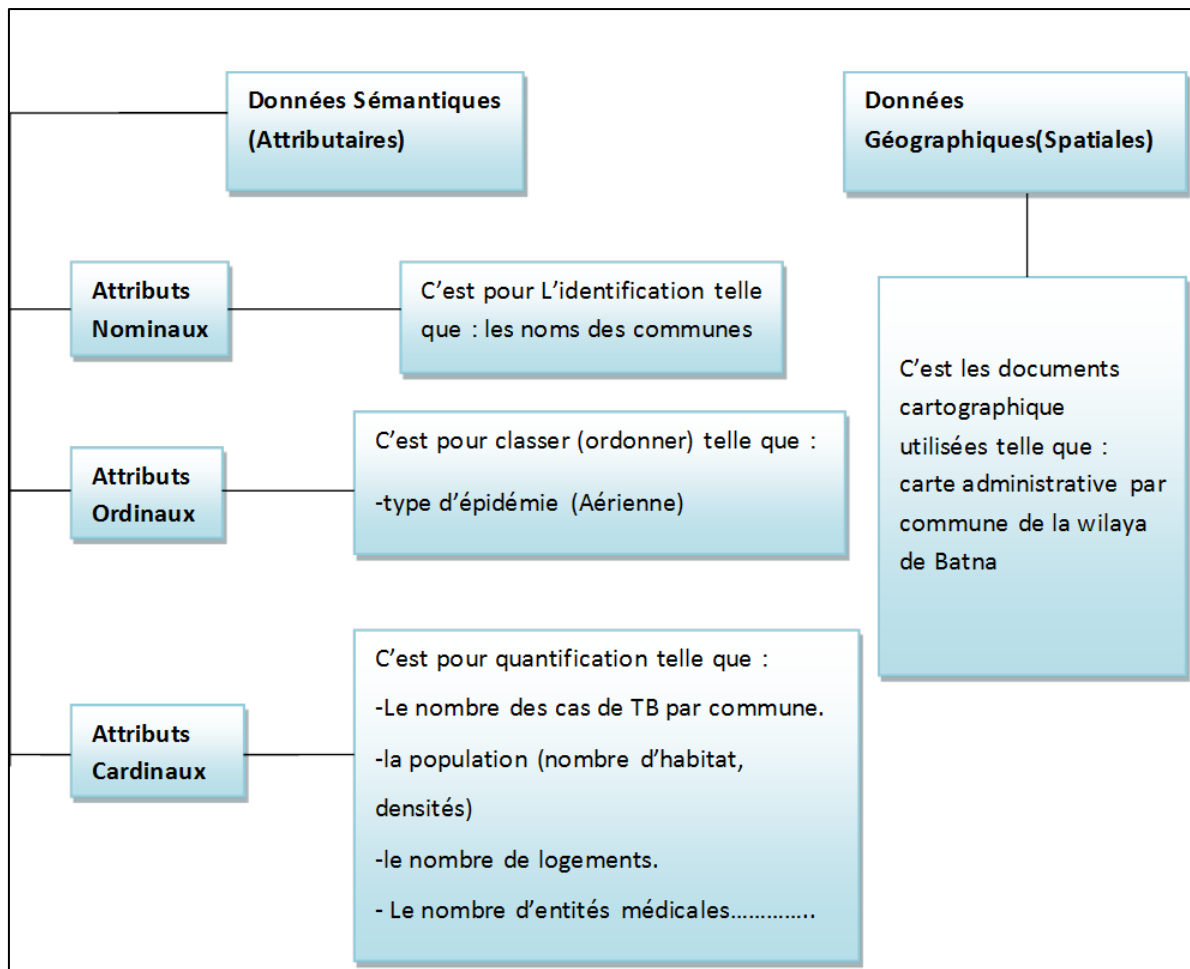 Données Sémantiques
(Attributaires)
Données
Géographiques(Spatiales)
Attributs
Nominaux
C’est pour L’identification telle
que : les noms des communes
Attributs
Ordinaux
C’est pour classer (ordonner) telle que :
-type d’épidémie (Aérienne)
Attributs
Cardinaux
C’est pour quantification telle que :
-Le nombre des cas de TB par commune.
-la population (nombre d’habitat,
densités)
-le nombre de logements.
- Le nombre d’entités médicales…………..
C’est les documents
cartographique
utilisées telle que :
carte administrative par
commune de la wilaya
de Batna